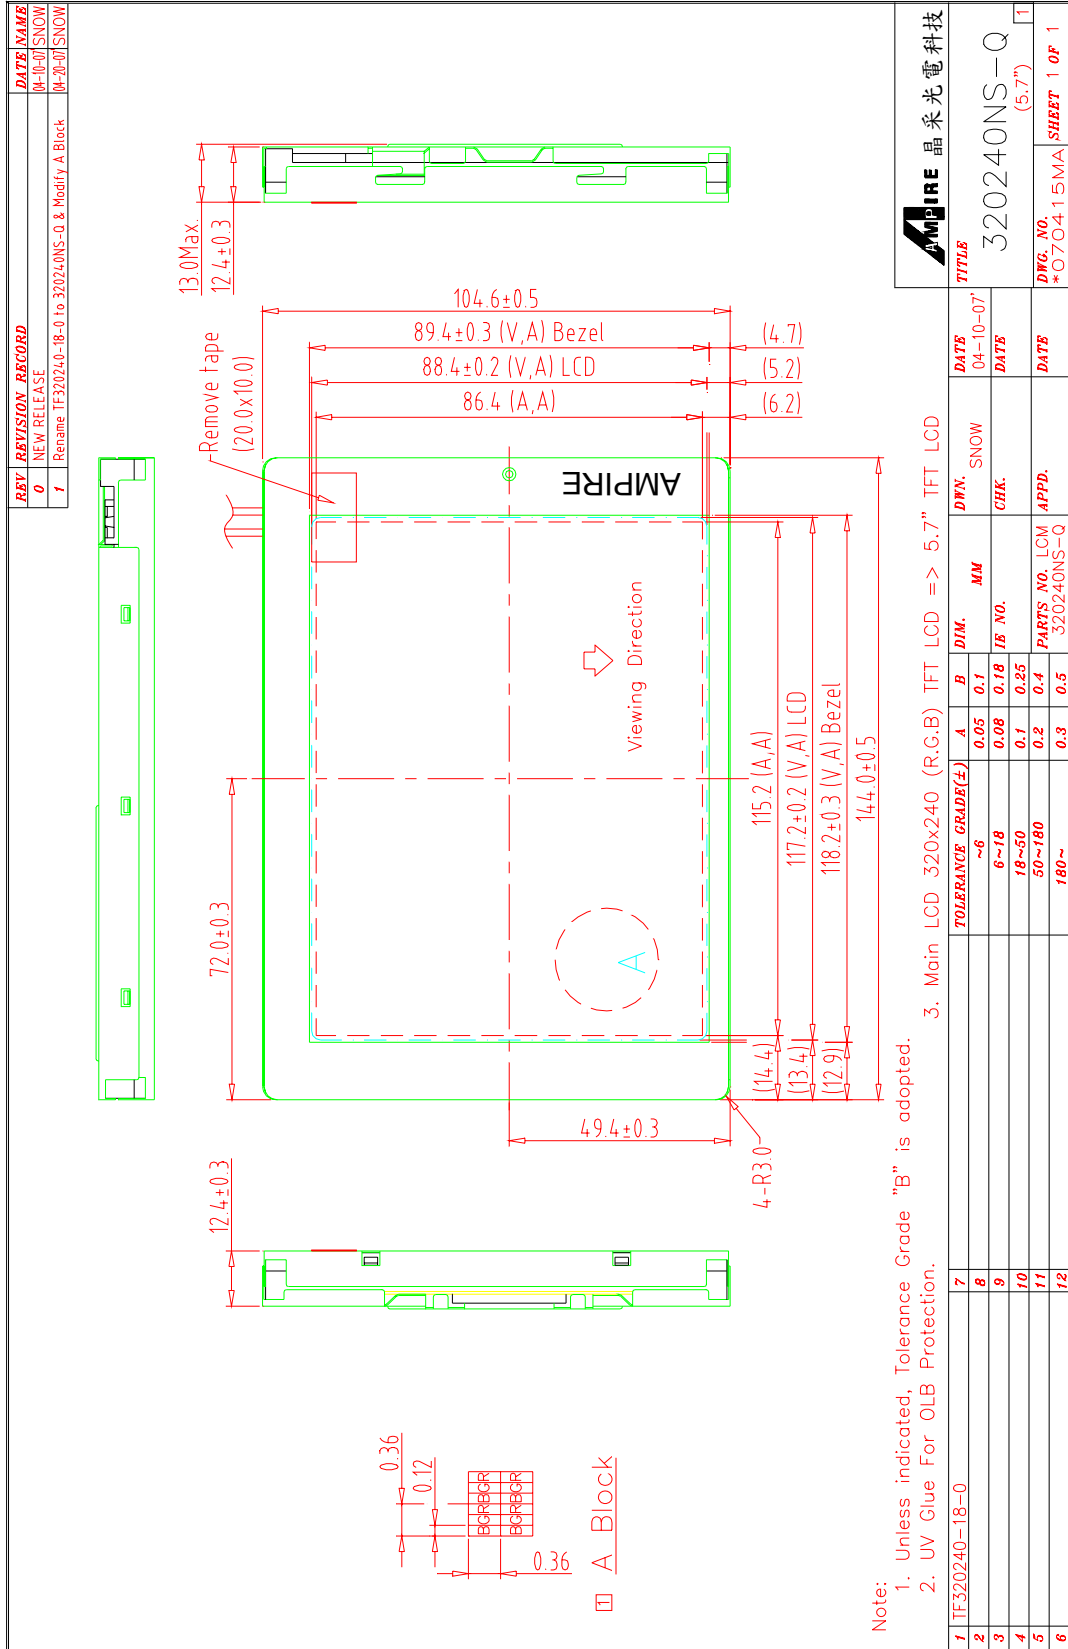 REV REVISION RECORD DATE NAME
0 NEW RELEASE 04-10-07 SNOW
1 Rename TF320240-18-0 to 320240NS-Q & Modify A Block 04-20-07 SNOW
13.0Max.
12.4±0.3
Remove tape
(20.0x10.0)
104.6±0.5
89.4±0.3 (V,A) Bezel
88.4±0.2 (V,A) LCD
86.4 (A,A)
(4.7)
(5.2)
(6.2)
72.0±0.3
AMPIRE
Viewing Direction
A
115.2 (A,A)
117.2±0.2 (V,A) LCD
118.2±0.3 (V,A) Bezel
144.0±0.5
(14.4)
(13.4)
(12.9)
49.4±0.3
4-R3.0
12.4±0.3
0.36
0.12
BGRBGR
BGRBGR
0.36
1 A Block
Note:
1. Unless indicated, Tolerance Grade "B" is adopted.
2. UV Glue For OLB Protection.
3. Main LCD 320x240 (R.G.B) TFT LCD => 5.7" TFT LCD
AMPIRE 晶采光電科技
1 TF320240-18-0
2
3
4
5
6
7
8
9
10
11
12
TOLERANCE GRADE(±) A B
~6 0.05 0.1
6~18 0.08 0.18
18~50 0.1 0.25
50~180 0.2 0.4
180~ 0.3 0.5
DIM. MM
IE NO.
PARTS NO. LCM
320240NS-Q
DWN. SNOW
CHK.
APPD.
DATE 04-10-07'
DATE
DATE
TITLE
320240NS-Q
(5.7")
1
DWG. NO.
*070415MA
SHEET 1 OF 1